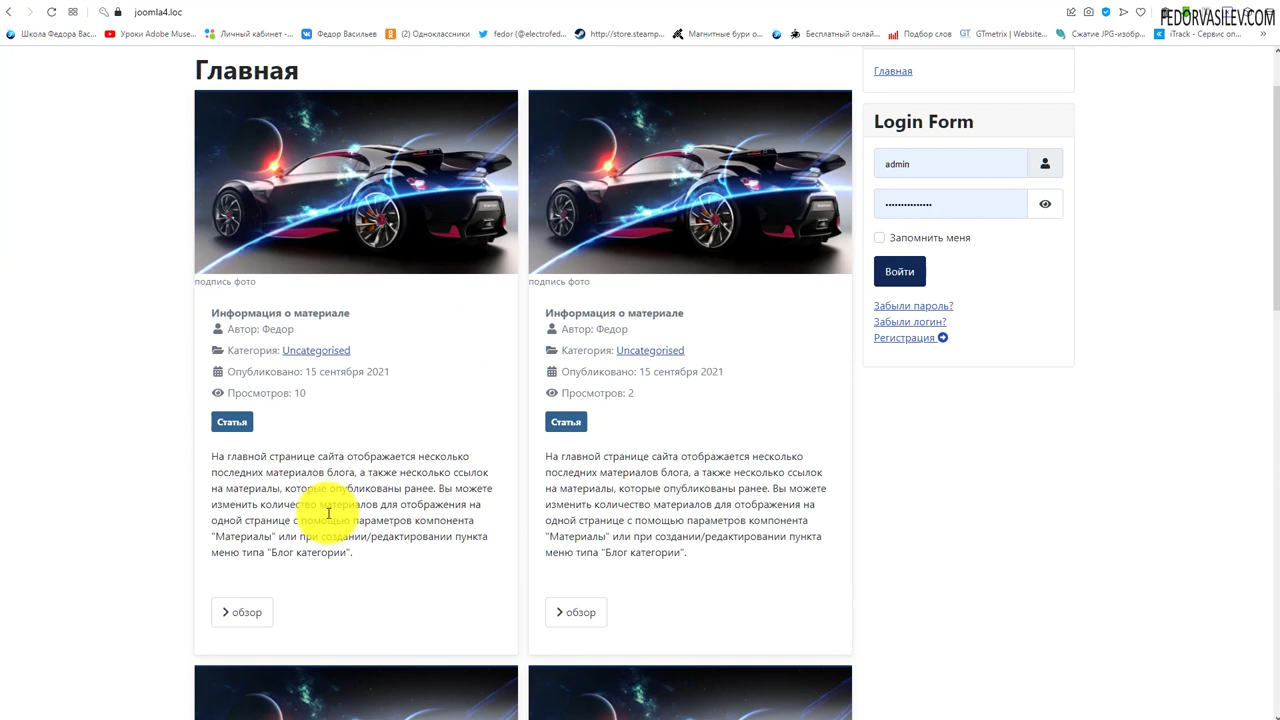 joomla4.loc
FEDORVASILEV.COM
Школа Федора Вас...
Уроки Adobe Muse...
Личный кабинет -...
Федор Васильев
(2) Одноклассники
fedor (@electrofed...
http://store.steamp...
Магнитные бури о...
Бесплатный онлай...
Подбор слов
GTmetrix | Website...
Сжатие JPG-изобр...
iTrack - Сервис оп...
Главная
подпись фото
Информация о материале
Автор: Федор
Категория: Uncategorised
Опубликовано: 15 сентября 2021
Просмотров: 10
Статья
На главной странице сайта отображается несколько
последних материалов блога, а также несколько ссылок
на материалы, которые опубликованы ранее. Вы можете
изменить количество материалов для отображения на
одной странице с помощью параметров компонента
"Материалы" или при создании/редактировании пункта
меню типа "Блог категории".
обзор
подпись фото
Информация о материале
Автор: Федор
Категория: Uncategorised
Опубликовано: 15 сентября 2021
Просмотров: 2
Статья
На главной странице сайта отображается несколько
последних материалов блога, а также несколько ссылок
на материалы, которые опубликованы ранее. Вы можете
изменить количество материалов для отображения на
одной странице с помощью параметров компонента
"Материалы" или при создании/редактировании пункта
меню типа "Блог категории".
обзор
Главная
Login Form
admin
Запомнить меня
Войти
Забыли пароль?
Забыли логин?
Регистрация